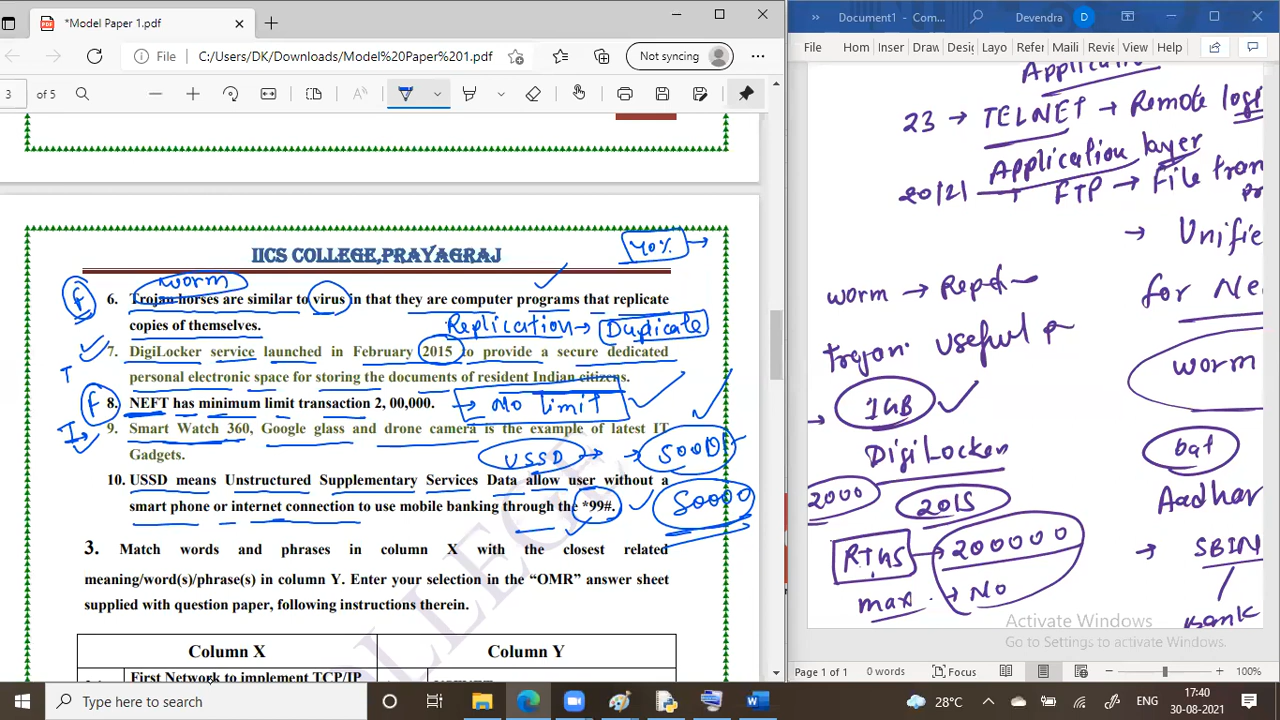 *Model Paper 1.pdf
File C:/Users/DK/Downloads/Model%20Paper%201.pdf
Not syncing
3 of 5
IICS COLLEGE,PRAYAGRAJ
40%
worm
F
6. Trojan horses are similar to virus in that they are computer programs that replicate
copies of themselves.
Replication → Duplicate
7. DigiLocker service launched in February 2015 to provide a secure dedicated
T
personal electronic space for storing the documents of resident Indian citizens.
F
8. NEFT has minimum limit transaction 2, 00,000.
→ No limit
T
9. Smart Watch 360, Google glass and drone camera is the example of latest IT
Gadgets.
USSD → 5000
10. USSD means Unstructured Supplementary Services Data allow user without a
smart phone or internet connection to use mobile banking through the *99#.
50000
3. Match words and phrases in column X with the closest related
meaning/word(s)/phrase(s) in column Y. Enter your selection in the "OMR" answer sheet
supplied with question paper, following instructions therein.
Column X Column Y
First Network to implement TCP/IP
COLLEGE
Document1 - Com...
Devendra D
File Hom Inser Draw Desig Layo Refer Maili Revie View Help
Application
23 → TELNET → Remote logi
Application layer
20/21 → FTP → File tran
→ Unifie
worm → Rep
for Ne
trojan: useful p
worm
→ 1GB
DigiLocker
bat
2000 2015
Aadhar
RTGS → 200000
→ SBIN
max → No
Bank
Activate Windows
Go to Settings to activate Windows.
Page 1 of 1 0 words Focus 100%
Type here to search
28°C ENG 17:40
30-08-2021